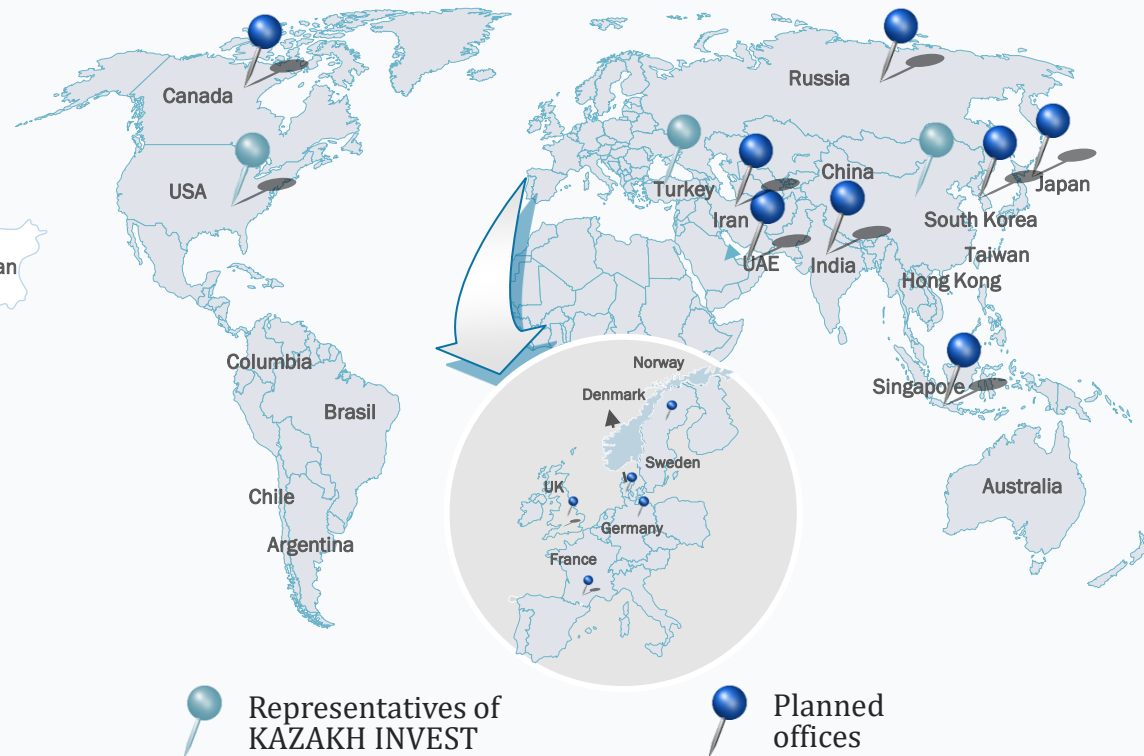 Canada
Russia
USA
Turkey
China
Japan
Iran
South Korea
an
UAE
India
Taiwan
Hong Kong
Columbia
Norway
Singapore
Denmark
Brasil
Sweden
UK
Australia
Chile
Germany
Argentina
France
Representatives of
KAZAKH INVEST
Planned
offices